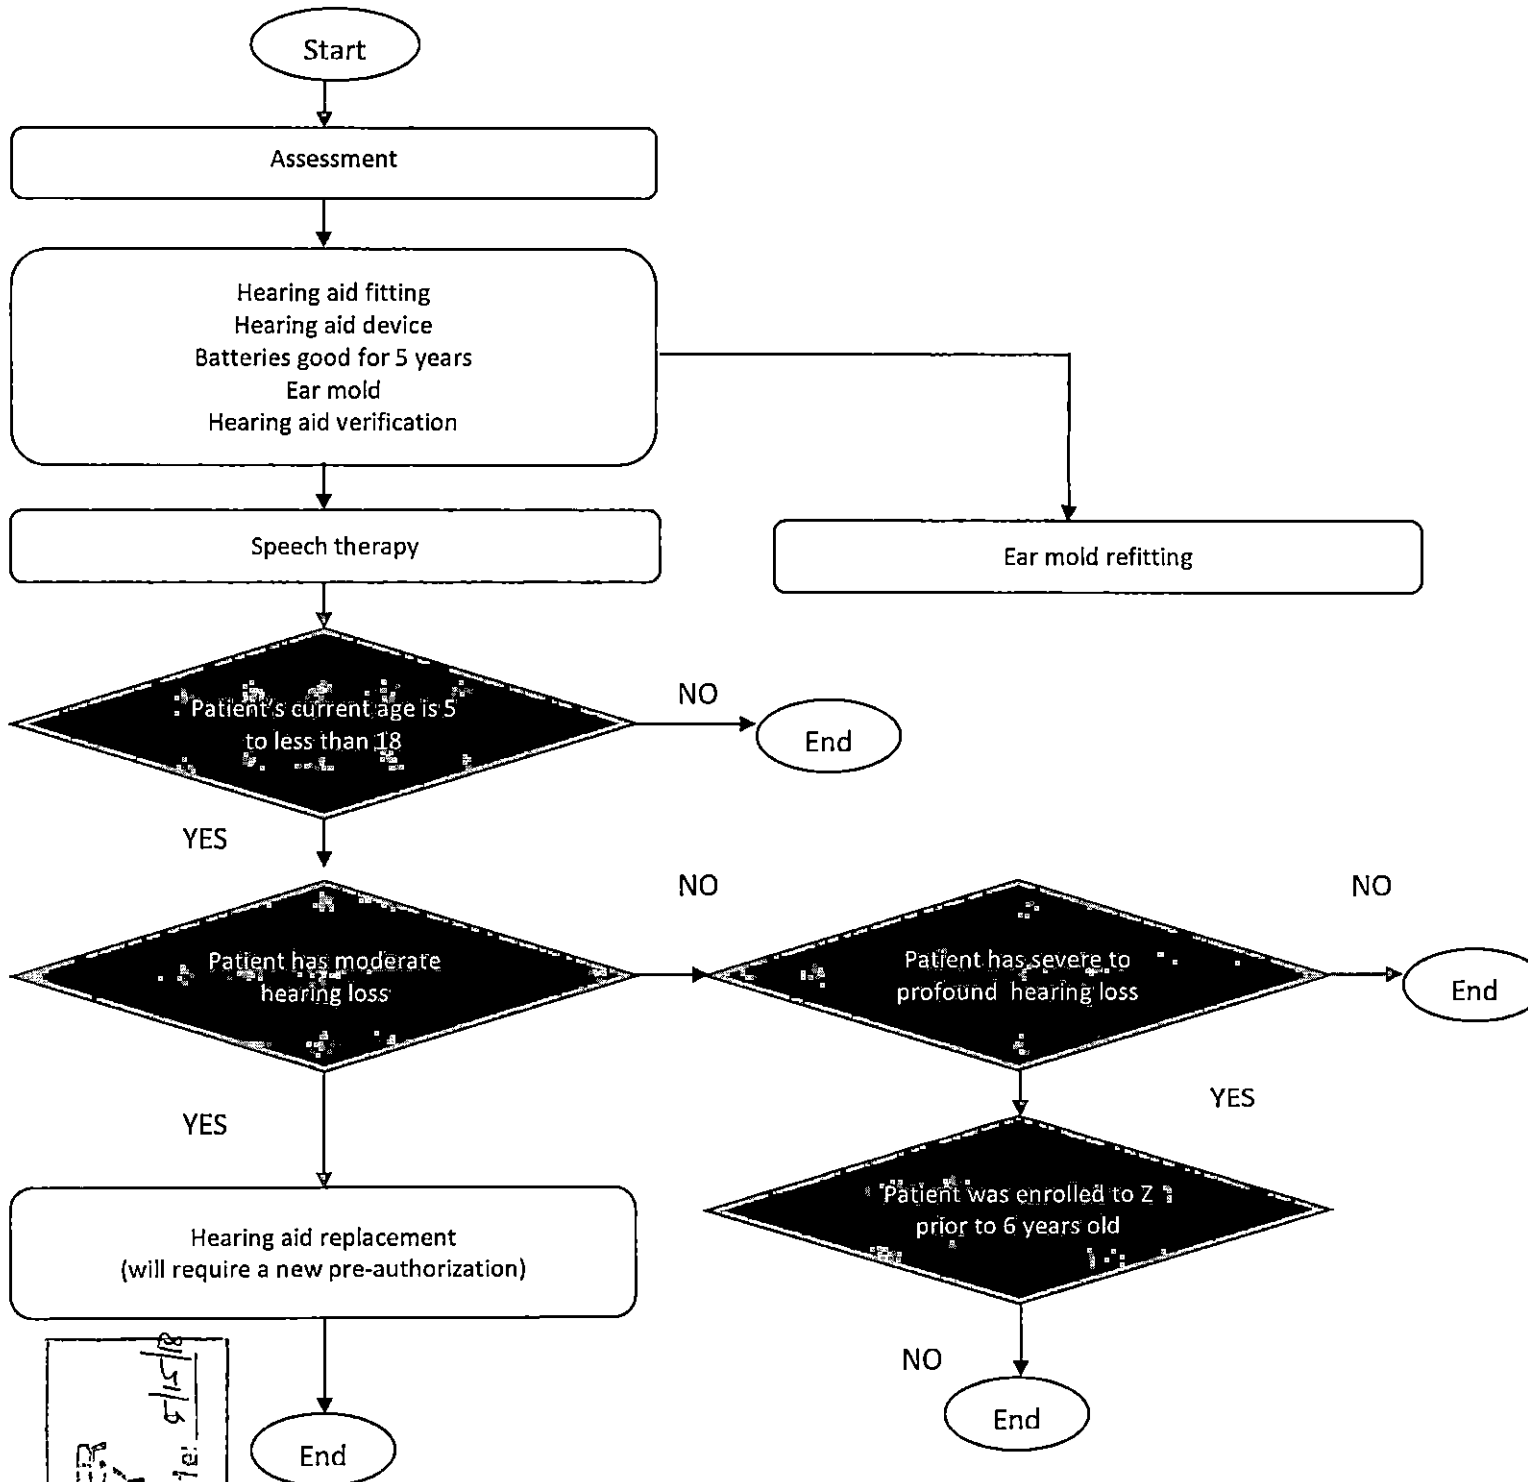 Start
Assessment
Hearing aid fitting
Hearing aid device
Batteries good for 5 years
Ear mold
Hearing aid verification
Speech therapy
Ear mold refitting
Patient's current age is 5
to less than 18
NO
End
YES
Patient has moderate
hearing loss
NO
Patient has severe to
profound hearing loss
NO
End
YES
YES
Patient was enrolled to Z
prior to 6 years old
Hearing aid replacement
(will require a new pre-authorization)
NO
End
End
5/15/18